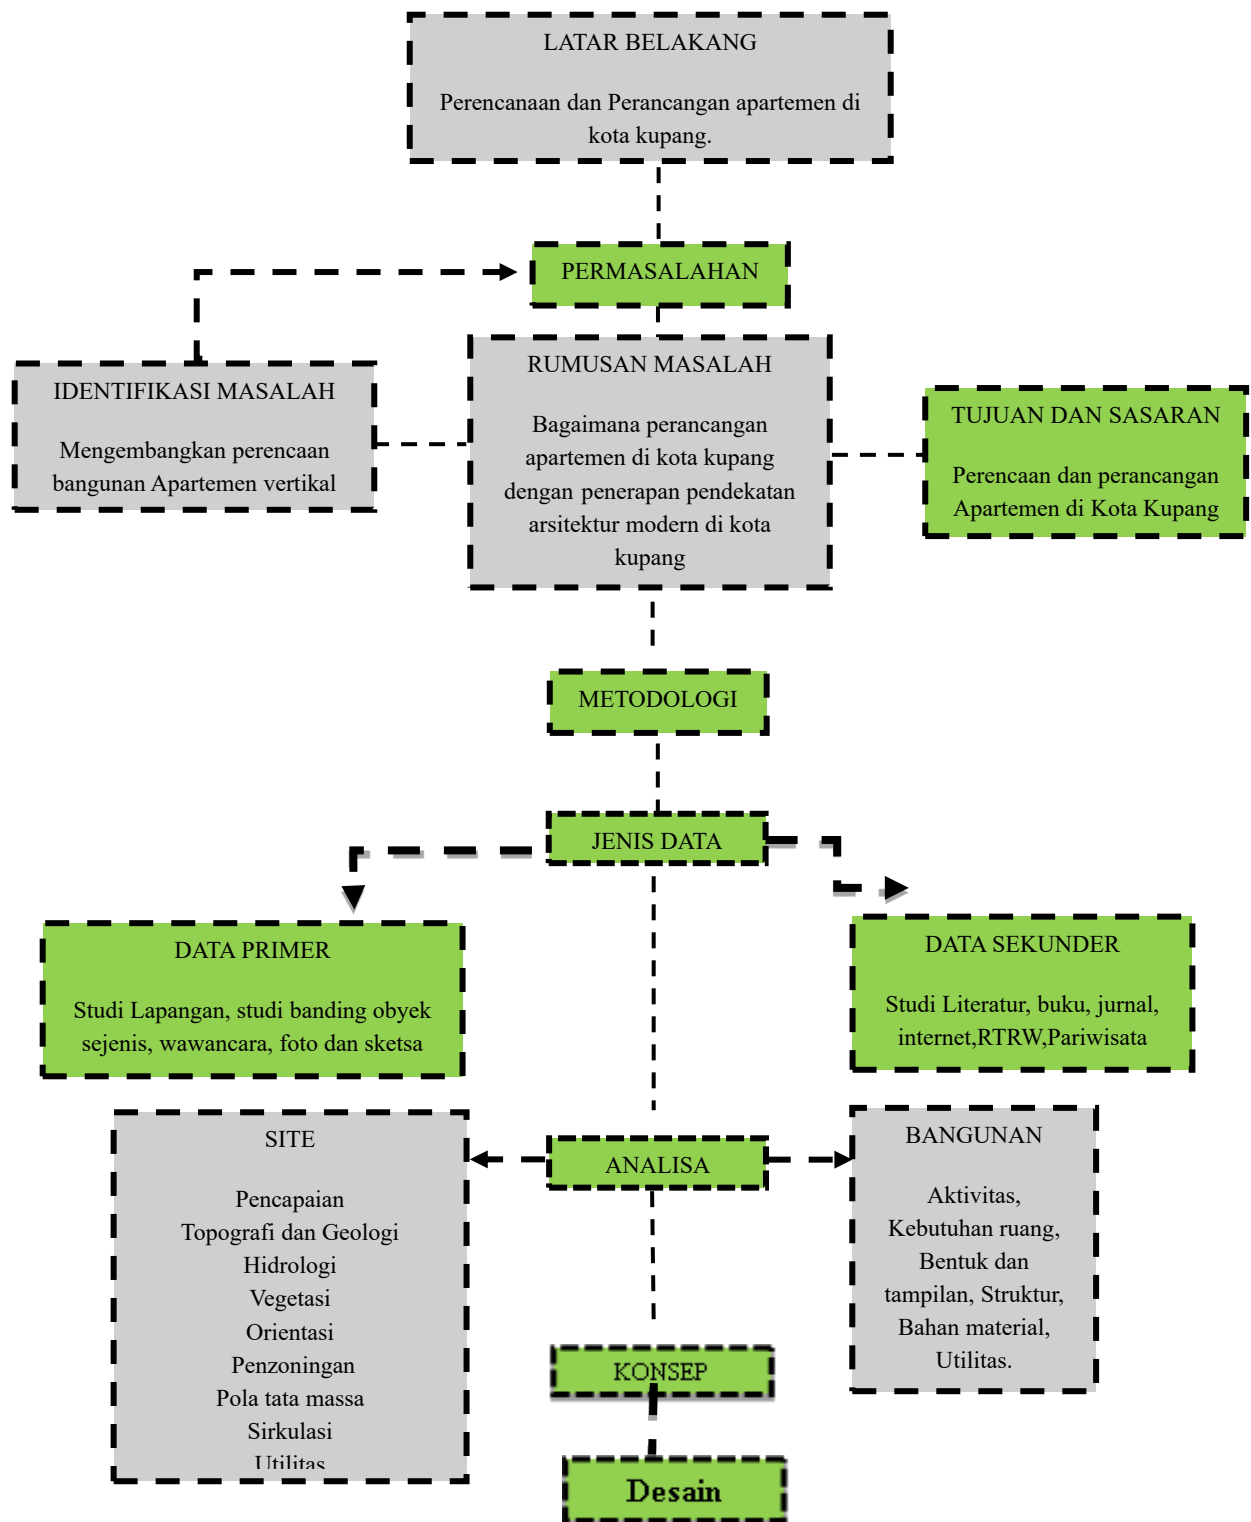 LATAR BELAKANG
Perencanaan dan Perancangan apartemen di
kota kupang.
PERMASALAHAN
IDENTIFIKASI MASALAH
Mengembangkan perencaan
bangunan Apartemen vertikal
RUMUSAN MASALAH
Bagaimana perancangan
apartemen di kota kupang
dengan penerapan pendekatan
arsitektur modern di kota
kupang
TUJUAN DAN SASARAN
Perencaan dan perancangan
Apartemen di Kota Kupang
METODOLOGI
JENIS DATA
DATA PRIMER
Studi Lapangan, studi banding obyek
sejenis, wawancara, foto dan sketsa
DATA SEKUNDER
Studi Literatur, buku, jurnal,
internet,RTRW,Pariwisata
SITE
Pencapaian
Topografi dan Geologi
Hidrologi
Vegetasi
Orientasi
Penzoningan
Pola tata massa
Sirkulasi
Utilitas
ANALISA
BANGUNAN
Aktivitas,
Kebutuhan ruang,
Bentuk dan
tampilan, Struktur,
Bahan material,
Utilitas.
KONSEP
Desain